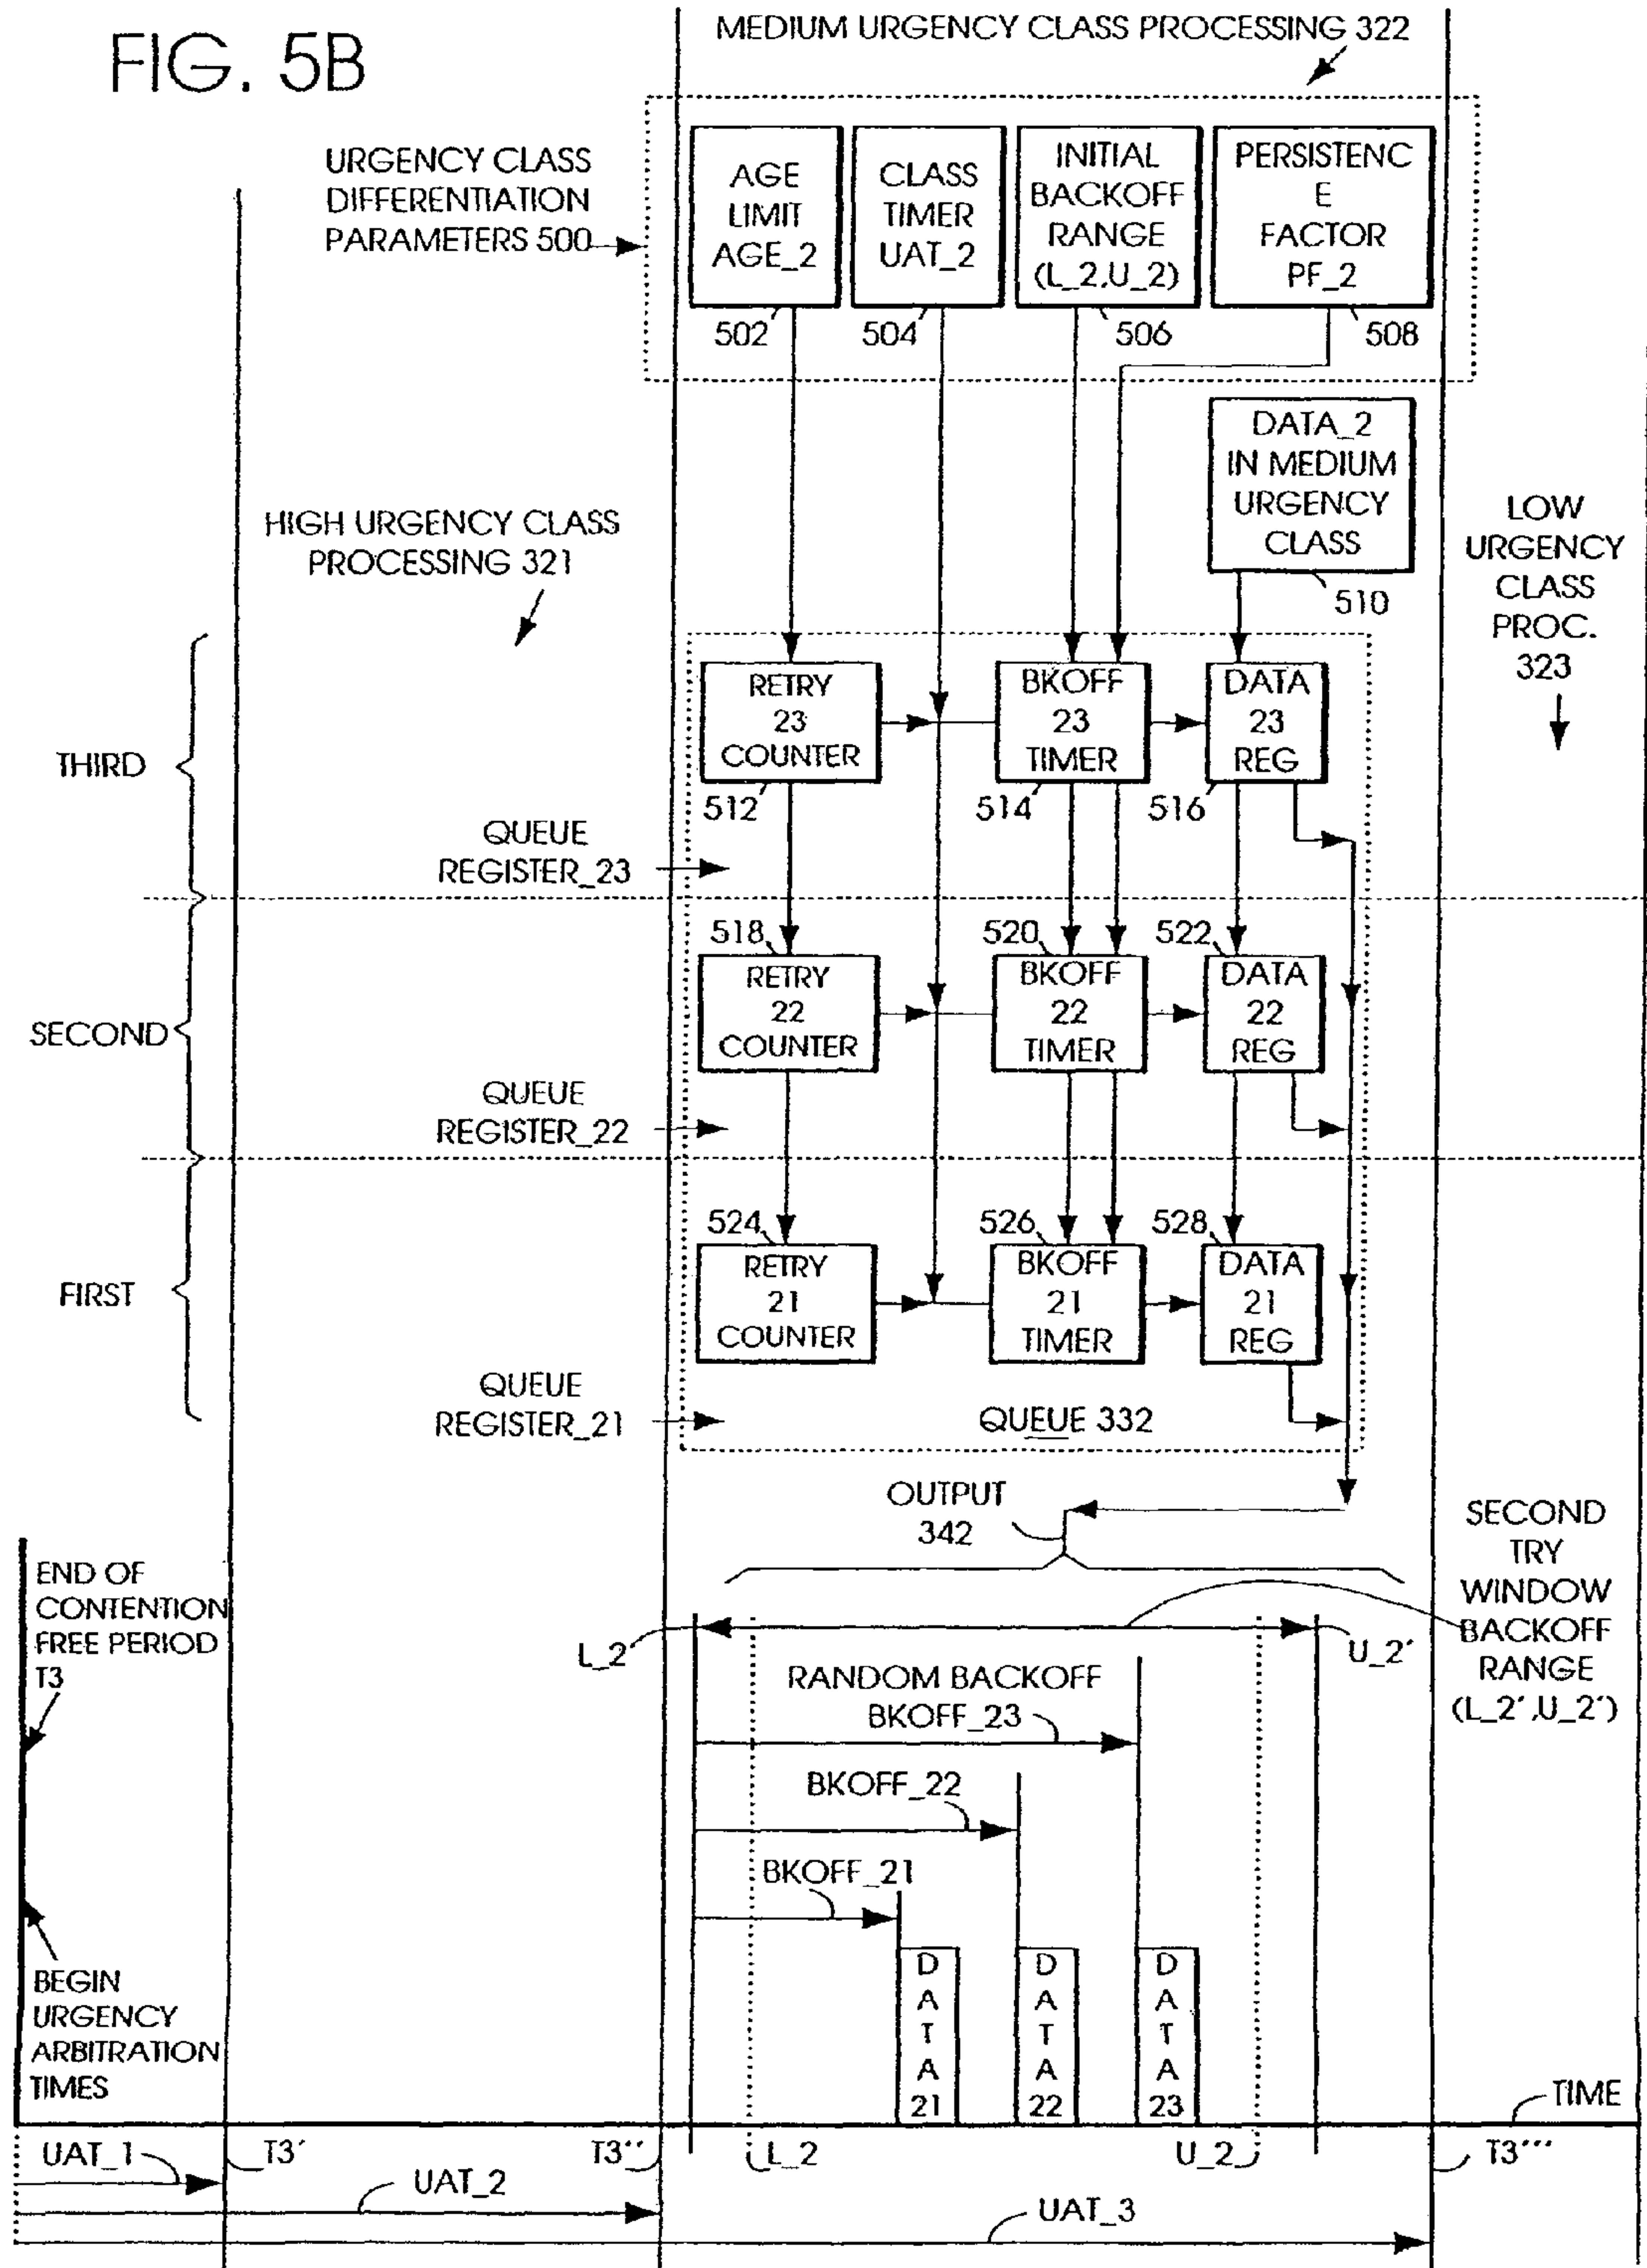 FIG. 5B
MEDIUM URGENCY CLASS PROCESSING 322
URGENCY CLASS
DIFFERENTIATION
PARAMETERS 500
AGE
LIMIT
AGE_2
502
CLASS
TIMER
UAT_2
504
INITIAL
BACKOFF
RANGE
(L_2,U_2)
506
PERSISTENC
E
FACTOR
PF_2
508
DATA_2
IN MEDIUM
URGENCY
CLASS
510
HIGH URGENCY CLASS
PROCESSING 321
LOW
URGENCY
CLASS
PROC.
323
THIRD
RETRY
23
COUNTER
512
BKOFF
23
TIMER
514
DATA
23
REG
516
QUEUE
REGISTER_23
SECOND
518
RETRY
22
COUNTER
520
BKOFF
22
TIMER
522
DATA
22
REG
QUEUE
REGISTER_22
FIRST
524
RETRY
21
COUNTER
526
BKOFF
21
TIMER
528
DATA
21
REG
QUEUE
REGISTER_21
QUEUE 332
OUTPUT
342
SECOND
TRY
WINDOW
BACKOFF
RANGE
(L_2',U_2')
END OF
CONTENTION
FREE PERIOD
T3
L_2'
U_2'
RANDOM BACKOFF
BKOFF_23
BKOFF_22
BKOFF_21
BEGIN
URGENCY
ARBITRATION
TIMES
D
A
T
A
21
D
A
T
A
22
D
A
T
A
23
TIME
UAT_1
T3'
T3''
L_2
U_2
T3'''
UAT_2
UAT_3